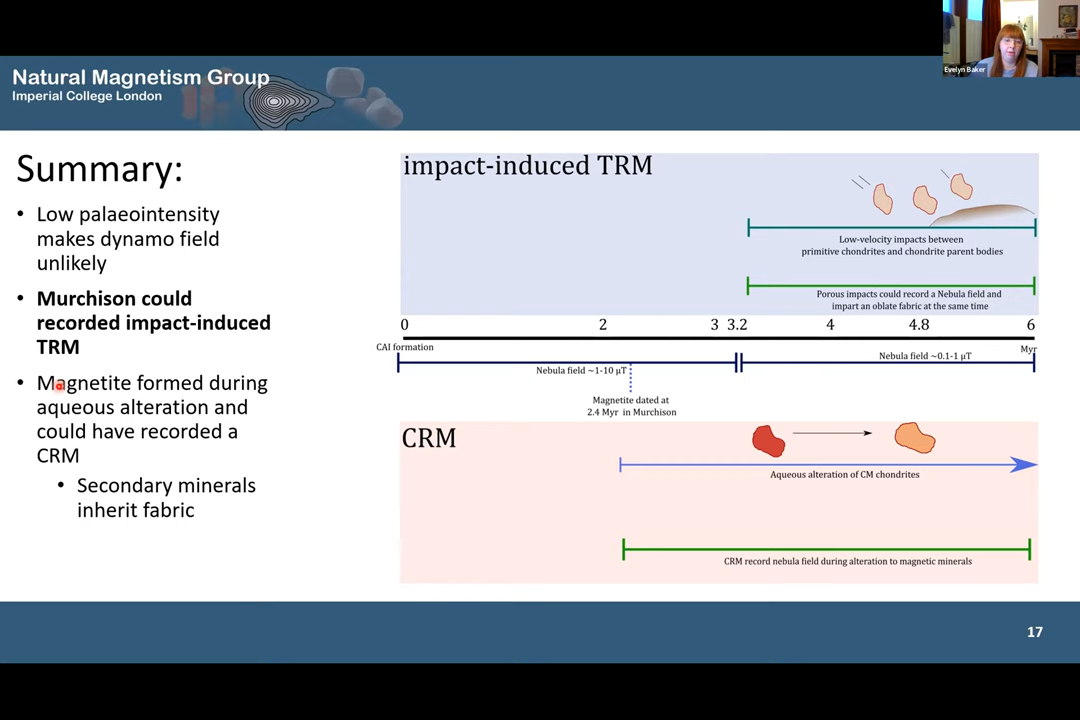 Evelyn Baker
Natural Magnetism Group
Imperial College London
Summary:
• Low palaeointensity
makes dynamo field
unlikely
• Murchison could
recorded impact-induced
TRM
• Magnetite formed during
aqueous alteration and
could have recorded a
CRM
• Secondary minerals
inherit fabric
impact-induced TRM
Low-velocity impacts between
primitive chondrites and chondrite parent bodies
Porous impacts could record a Nebula field and
impart an oblate fabric at the same time
0 2 3 3.2 4 4.8 6
CAI formation Myr
Nebula field ~1-10 μT Nebula field ~0.1-1 μT
Magnetite dated at
2.4 Myr in Murchison
CRM
Aqueous alteration of CM chondrites
CRM record nebula field during alteration to magnetic minerals
17